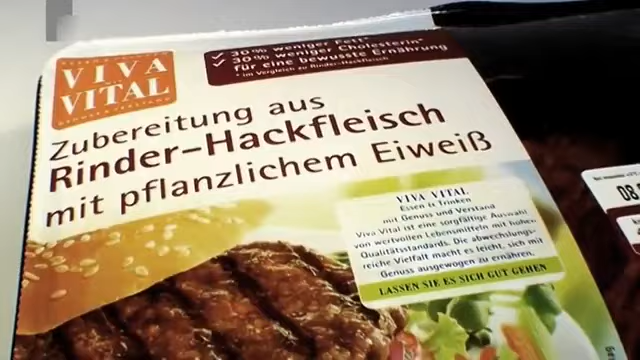 VIVA
VITAL
30% weniger Fett*
30% weniger Cholesterin*
für eine bewusste Ernährung
* im Vergleich zu Rinder-Hackfleisch
Zubereitung aus
Rinder-Hackfleisch
mit pflanzlichem Eiweiß
VIVA VITAL
Essen & Trinken
mit Genuss und Verstand
Viva Vital ist eine sorgfältige Auswahl
von wertvollen Lebensmitteln mit hohen
Qualitätsstandards. Die abwechslungs-
reiche Vielfalt macht es leicht, sich mit
Genuss ausgewogen zu ernähren.
LASSEN SIE ES SICH GUT GEHEN
08